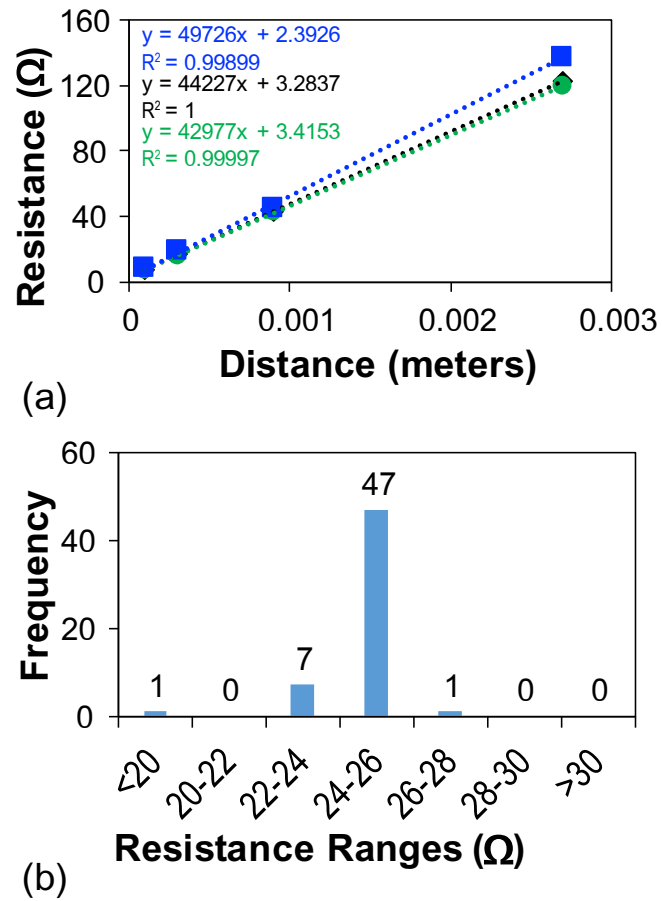 160
120
80
40
0
Resistance (Ω)
y = 49726x + 2.3926
R² = 0.99899
y = 44227x + 3.2837
R² = 1
y = 42977x + 3.4153
R² = 0.99997
0 0.001 0.002 0.003
Distance (meters)
(a)
60
40
20
0
Frequency
1 0 7 47 1 0 0
<20 20-22 22-24 24-26 26-28 28-30 >30
Resistance Ranges (Ω)
(b)